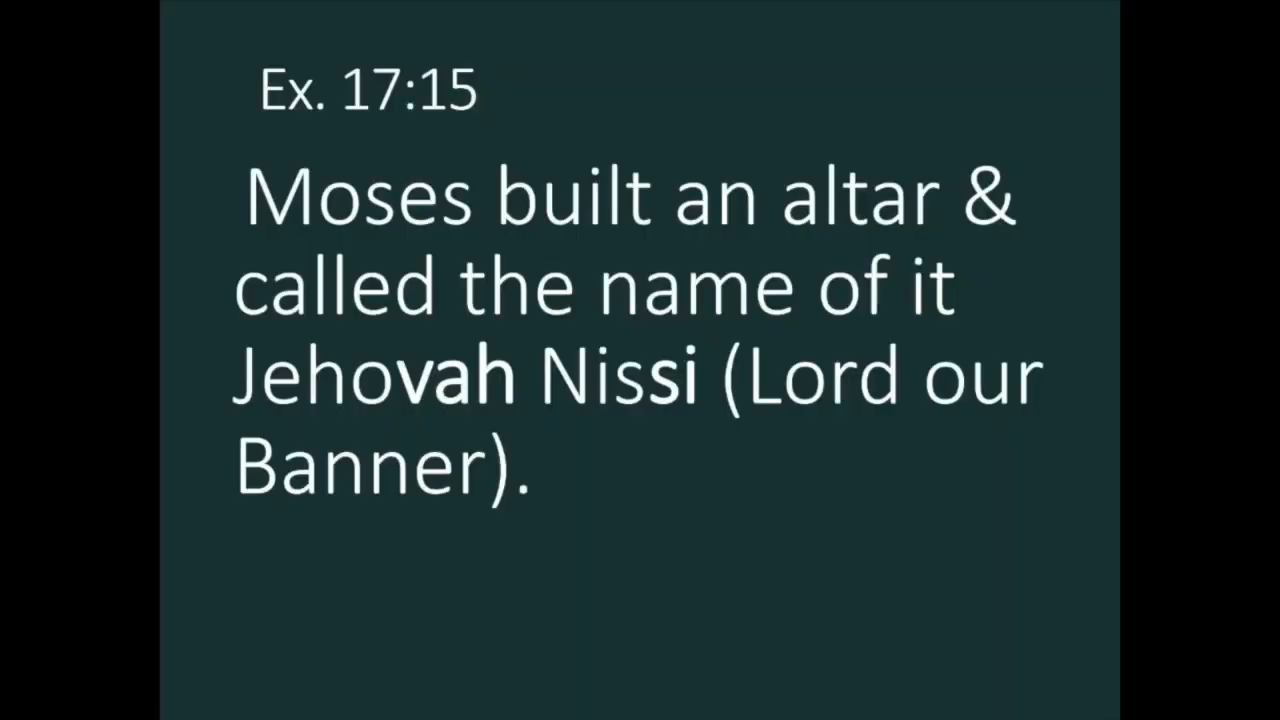 Ex. 17:15
Moses built an altar &
called the name of it
Jehovah Nissi (Lord our
Banner).